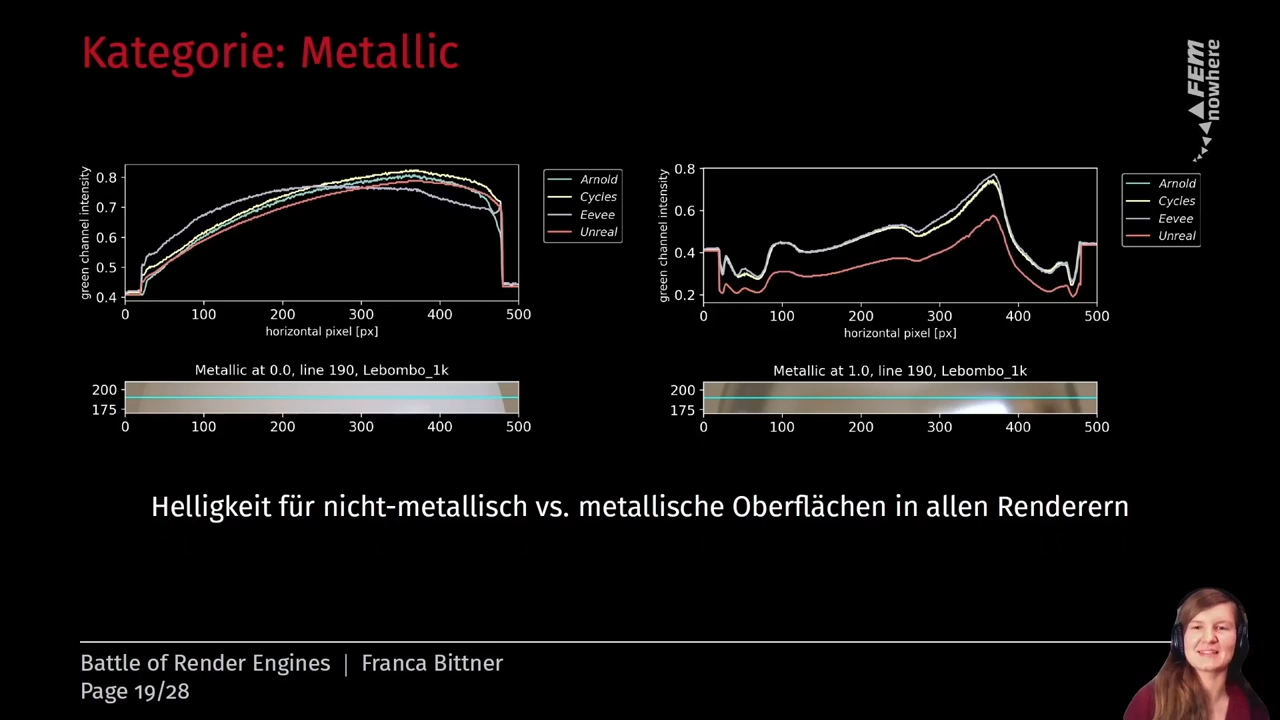 Kategorie: Metallic
FEM
nowhere
green channel intensity
0.8
0.7
0.6
0.5
0.4
0 100 200 300 400 500
horizontal pixel [px]
Arnold
Cycles
Eevee
Unreal
green channel intensity
0.8
0.6
0.4
0.2
0 100 200 300 400 500
horizontal pixel [px]
Arnold
Cycles
Eevee
Unreal
Metallic at 0.0, line 190, Lebombo_1k
200
175
0 100 200 300 400 500
Metallic at 1.0, line 190, Lebombo_1k
200
175
0 100 200 300 400 500
Helligkeit für nicht-metallisch vs. metallische Oberflächen in allen Renderern
Battle of Render Engines | Franca Bittner
Page 19/28